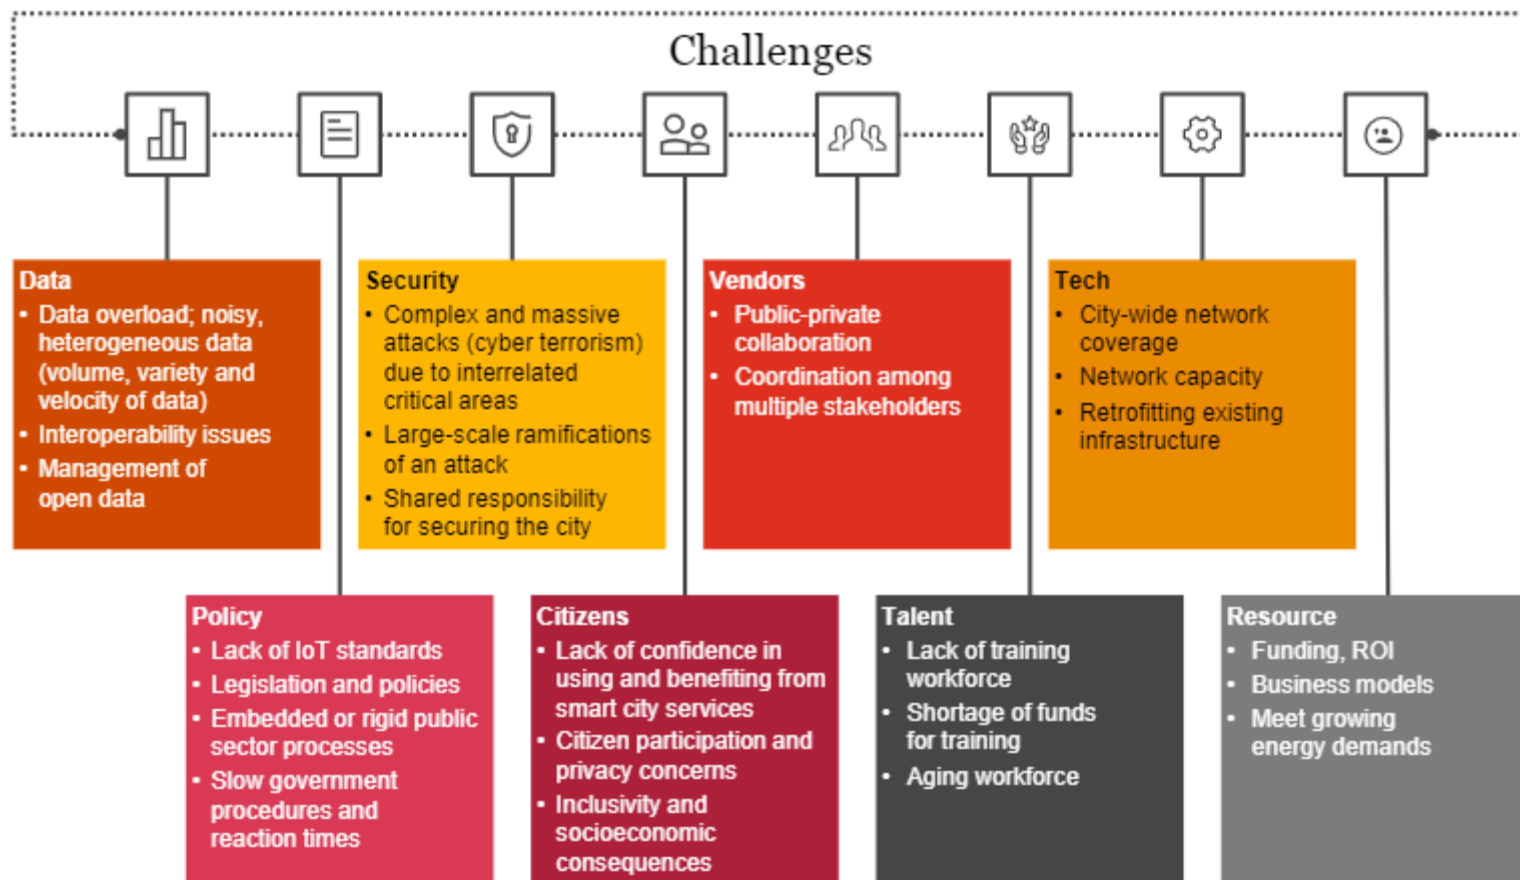 Challenges
Data
• Data overload; noisy,
heterogeneous data
(volume, variety and
velocity of data)
• Interoperability issues
• Management of
open data
Policy
• Lack of IoT standards
• Legislation and policies
• Embedded or rigid public
sector processes
• Slow government
procedures and
reaction times
Security
• Complex and massive
attacks (cyber terrorism)
due to interrelated
critical areas
• Large-scale ramifications
of an attack
• Shared responsibility
for securing the city
Citizens
• Lack of confidence in
using and benefiting from
smart city services
• Citizen participation and
privacy concerns
• Inclusivity and
socioeconomic
consequences
Vendors
• Public-private
collaboration
• Coordination among
multiple stakeholders
Talent
• Lack of training
workforce
• Shortage of funds
for training
• Aging workforce
Tech
• City-wide network
coverage
• Network capacity
• Retrofitting existing
infrastructure
Resource
• Funding, ROI
• Business models
• Meet growing
energy demands